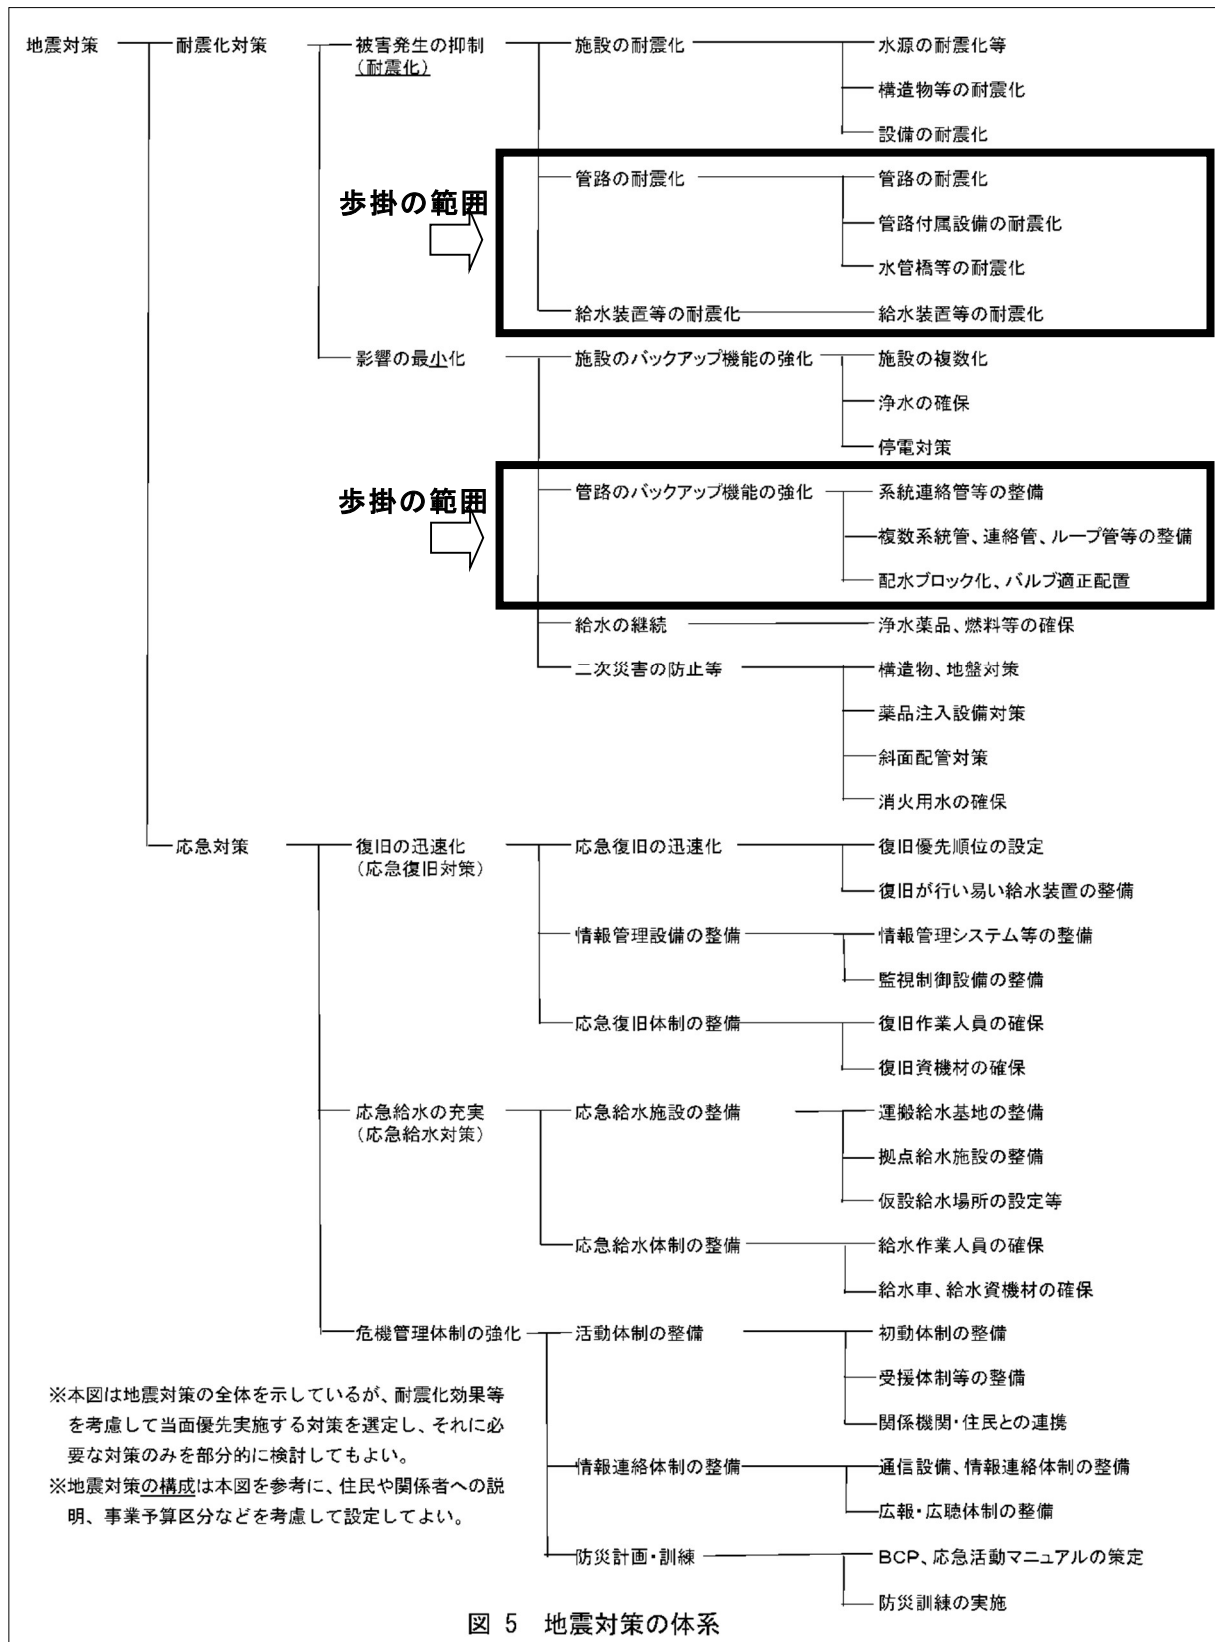 地震対策 耐震化対策 被害発生の抑制 施設の耐震化 水源の耐震化等
(耐震化)
構造物等の耐震化
設備の耐震化
管路の耐震化 管路の耐震化
歩掛の範囲
管路付属設備の耐震化
水管橋等の耐震化
給水装置等の耐震化 給水装置等の耐震化
影響の最小化 施設のバックアップ機能の強化 施設の複数化
浄水の確保
停電対策
管路のバックアップ機能の強化 系統連絡管等の整備
歩掛の範囲
複数系統管、連絡管、ループ管等の整備
配水ブロック化、バルブ適正配置
給水の継続 浄水薬品、燃料等の確保
二次災害の防止等 構造物、地盤対策
薬品注入設備対策
斜面配管対策
消火用水の確保
応急対策 復旧の迅速化 応急復旧の迅速化 復旧優先順位の設定
(応急復旧対策)
復旧が行い易い給水装置の整備
情報管理設備の整備 情報管理システム等の整備
監視制御設備の整備
応急復旧体制の整備 復旧作業人員の確保
復旧資機材の確保
応急給水の充実 応急給水施設の整備 運搬給水基地の整備
(応急給水対策)
拠点給水施設の整備
仮設給水場所の設定等
応急給水体制の整備 給水作業人員の確保
給水車、給水資機材の確保
危機管理体制の強化 活動体制の整備 初動体制の整備
受援体制等の整備
関係機関・住民との連携
情報連絡体制の整備 通信設備、情報連絡体制の整備
広報・広聴体制の整備
防災計画・訓練 BCP、応急活動マニュアルの策定
防災訓練の実施
※本図は地震対策の全体を示しているが、耐震化効果等
を考慮して当面優先実施する対策を選定し、それに必
要な対策のみを部分的に検討してもよい。
※地震対策の構成は本図を参考に、住民や関係者への説
明、事業予算区分などを考慮して設定してよい。
図 5 地震対策の体系